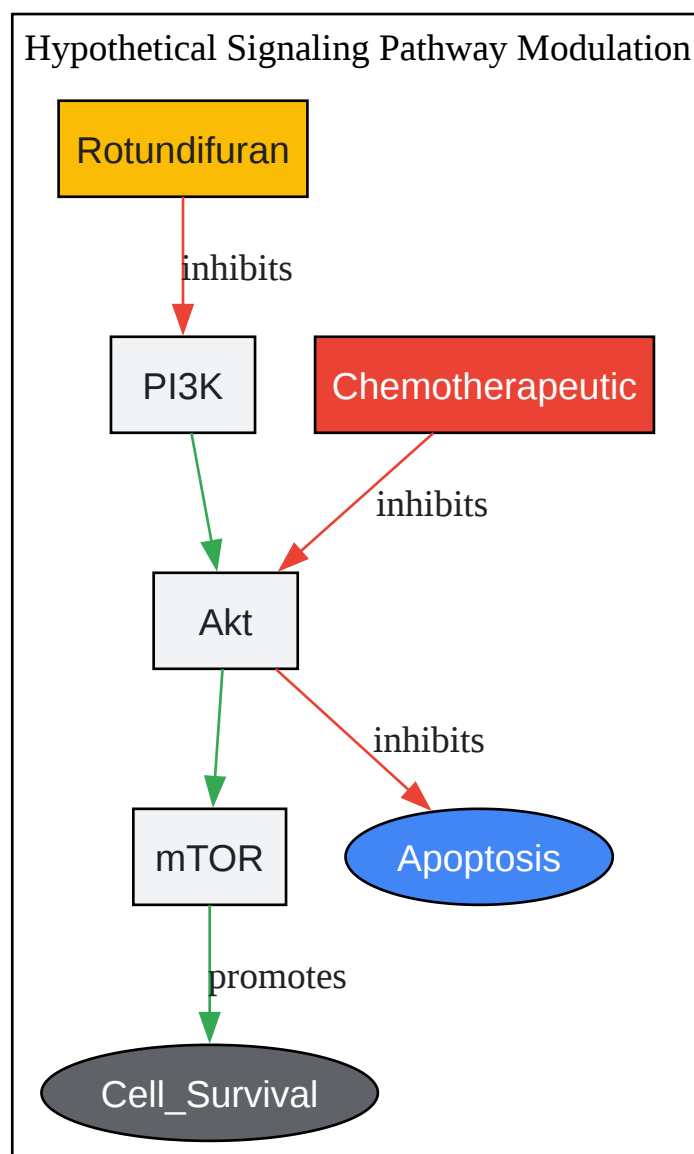 Hypothetical Signaling Pathway Modulation
Rotundifuran
inhibits
PI3K
Chemotherapeutic
inhibits
Akt
inhibits
mTOR
Apoptosis
promotes
Cell_Survival